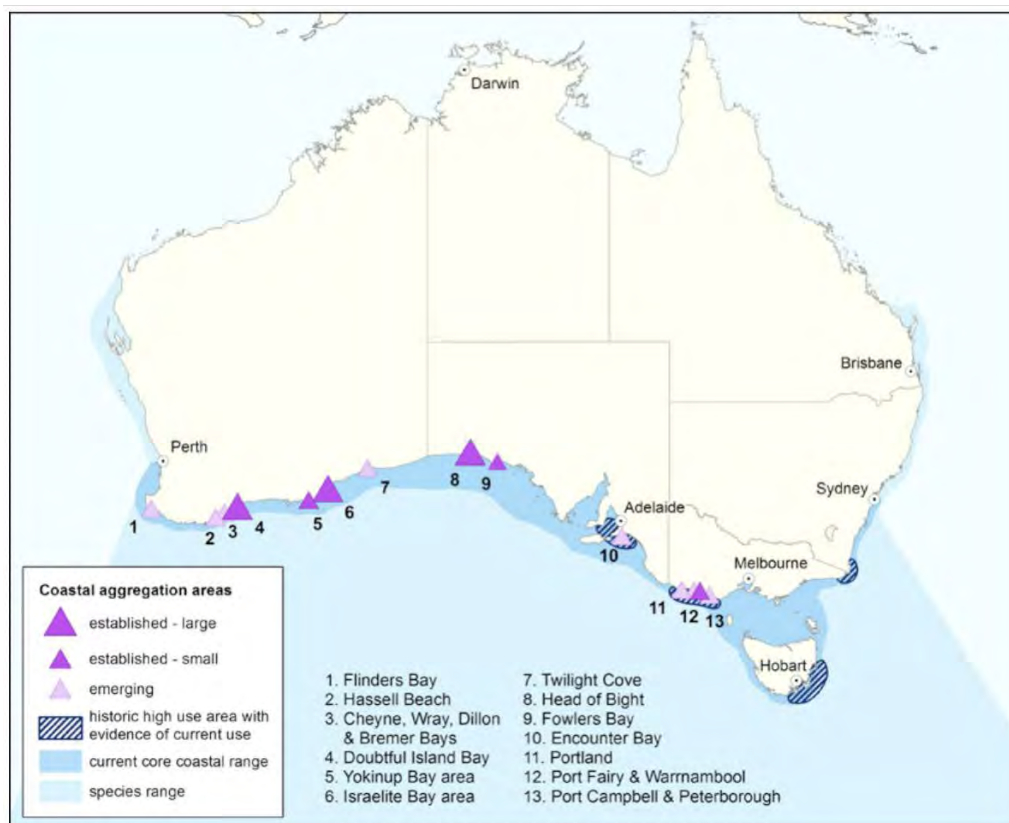 Darwin
Brisbane
Perth
8
9
7
Sydney
1
2
3
4
5
6
Adelaide
10
Melbourne
11
12
13
Hobart
Coastal aggregation areas
established - large
established - small
emerging
historic high use area with
evidence of current use
current core coastal range
species range
1. Flinders Bay
2. Hassell Beach
3. Cheyne, Wray, Dillon
& Bremer Bays
4. Doubtful Island Bay
5. Yokinup Bay area
6. Israelite Bay area
7. Twilight Cove
8. Head of Bight
9. Fowlers Bay
10. Encounter Bay
11. Portland
12. Port Fairy & Warrnambool
13. Port Campbell & Peterborough